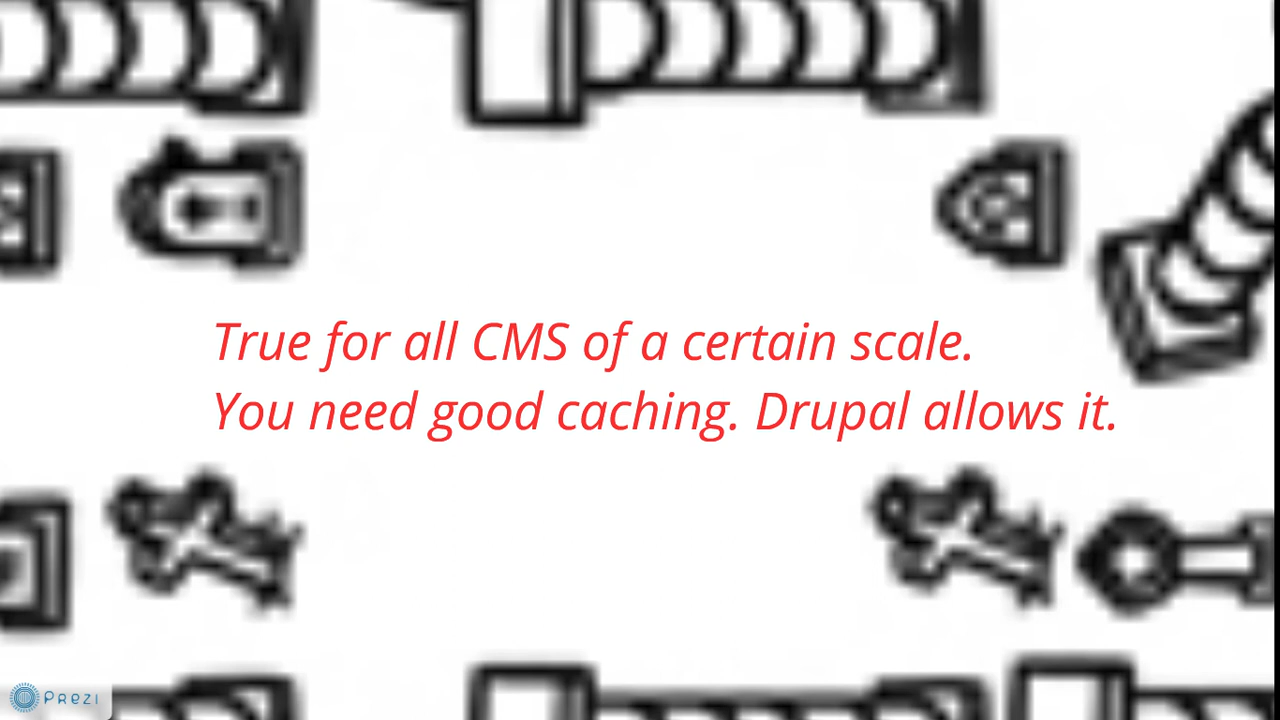 True for all CMS of a certain scale.
You need good caching. Drupal allows it.
Prezi